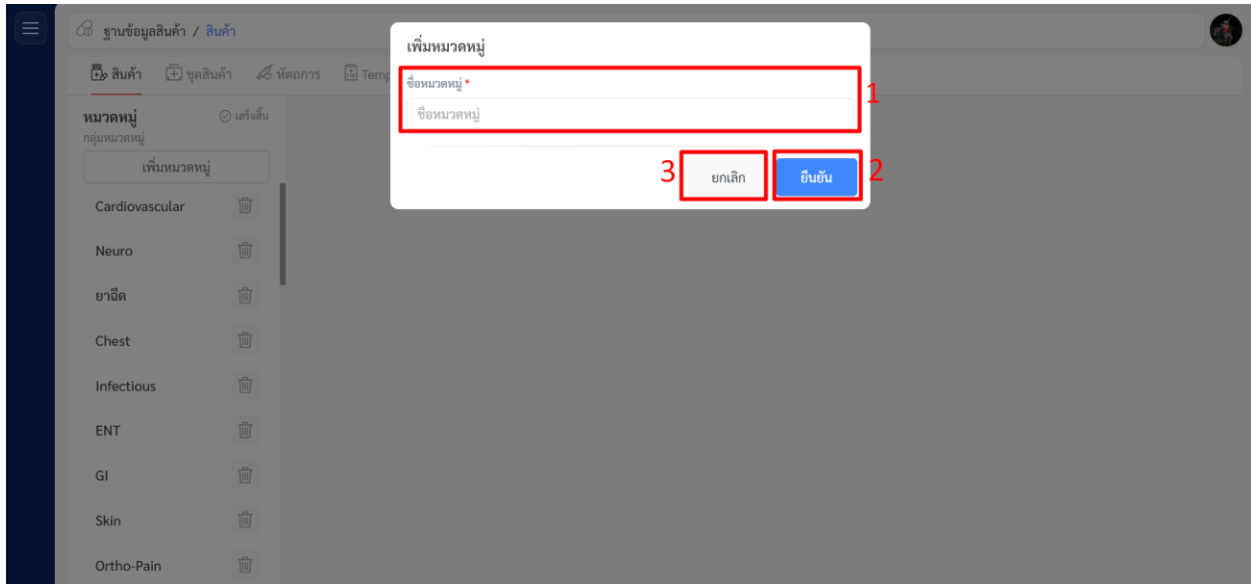 ฐานข้อมูลสินค้า / สินค้า
สินค้า ชุดสินค้า หัตถการ Temp
หมวดหมู่ เสร็จสิ้น
กลุ่มหมวดหมู่
เพิ่มหมวดหมู่
Cardiovascular
Neuro
ยาฉีด
Chest
Infectious
ENT
GI
Skin
Ortho-Pain
เพิ่มหมวดหมู่
ชื่อหมวดหมู่ *
ชื่อหมวดหมู่
1
3 ยกเลิก ยืนยัน 2